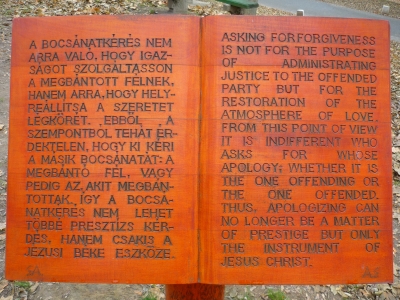 A BOCSÁNATKÉRÉS NEM
ARRA VALÓ, HOGY IGAZ-
SÁGOT SZOLGÁLTASSON
A MEGBÁNTOTT FÉLNEK,
HANEM ARRA, HOGY HELY-
REÁLLÍTSA A SZERETET
LÉGKÖRÉT. EBBŐL A
SZEMPONTBÓL TEHÁT ÉR-
DEKTELEN, HOGY KI KÉRI
A MÁSIK BOCSÁNATÁT: A
MEGBÁNTÓ FÉL, VAGY
PEDIG AZ, AKIT MEGBÁN-
TOTTAK. ÍGY A BOCSÁ-
NATKÉRÉS NEM LEHET
TÖBBÉ PRESZTIZS KÉR-
DÉS, HANEM CSAKIS A
JÉZUSI BÉKE ESZKÖZE.
ASKING FOR FORGIVENESS
IS NOT FOR THE PURPOSE
OF ADMINISTRATING
JUSTICE TO THE OFFENDED
PARTY BUT FOR THE
RESTORATION OF THE
ATMOSPHERE OF LOVE.
FROM THIS POINT OF VIEW
IT IS INDIFFERENT WHO
ASKS FOR WHOSE
APOLOGY; WHETHER IT IS
THE ONE OFFENDING OR
THE ONE OFFENDED.
THUS, APOLOGIZING CAN
NO LONGER BE A MATTER
OF PRESTIGE BUT ONLY
THE INSTRUMENT OF
JESUS CHRIST.